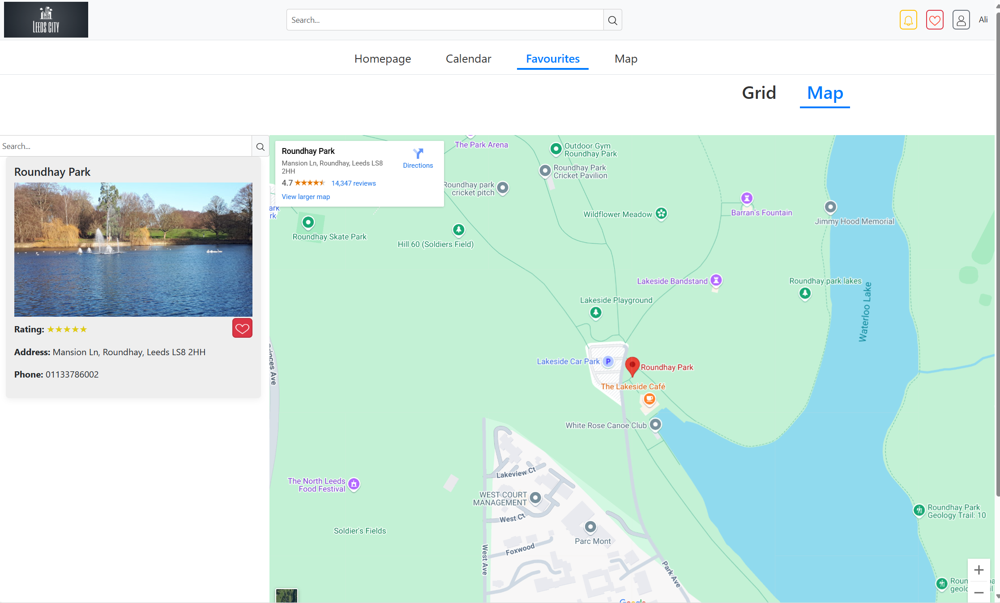 LEEDS CITY
Search...
Ali
Homepage
Calendar
Favourites
Map
Grid
Map
Search...
Roundhay Park
Rating: ★★★★★
Address: Mansion Ln, Roundhay, Leeds LS8 2HH
Phone: 01133786002
Roundhay Park
Mansion Ln, Roundhay, Leeds LS8
2HH
4.7
14,347 reviews
View larger map
Directions
The Park Arena
Outdoor Gym
Roundhay Park
Roundhay Park
Cricket Pavilion
Roundhay park
cricket pitch
ark
rk
Barran's Fountain
Wildflower Meadow
Jimmy Hood Memorial
Roundhay Skate Park
Hill 60 (Soldiers Field)
Lakeside Bandstand
Roundhay park lakes
Waterloo Lake
Lakeside Playground
Princes Ave
Lakeside Car Park
P
Roundhay Park
The Lakeside Café
White Rose Canoe Club
Lakeview Ct
The North Leeds
Food Festival
WEST COURT
MANAGEMENT
West Ct
Roundhay Park
Geology Trail: 10
Soldier's Fields
Parc Mont
Foxwood
West Ave
Park Ave
Google